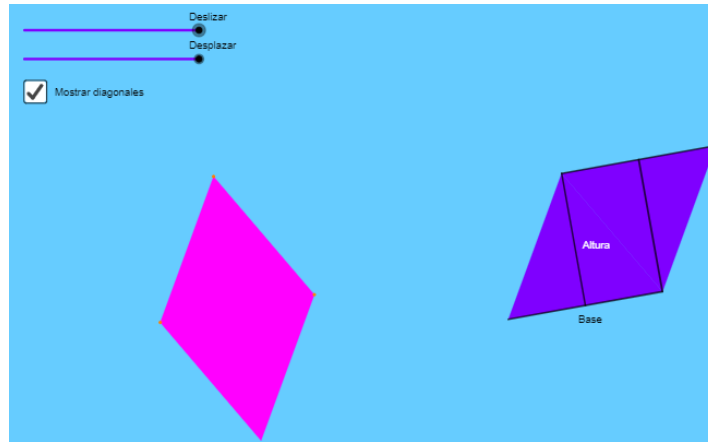 Deslizar
Desplazar
Mostrar diagonales
Altura
Base